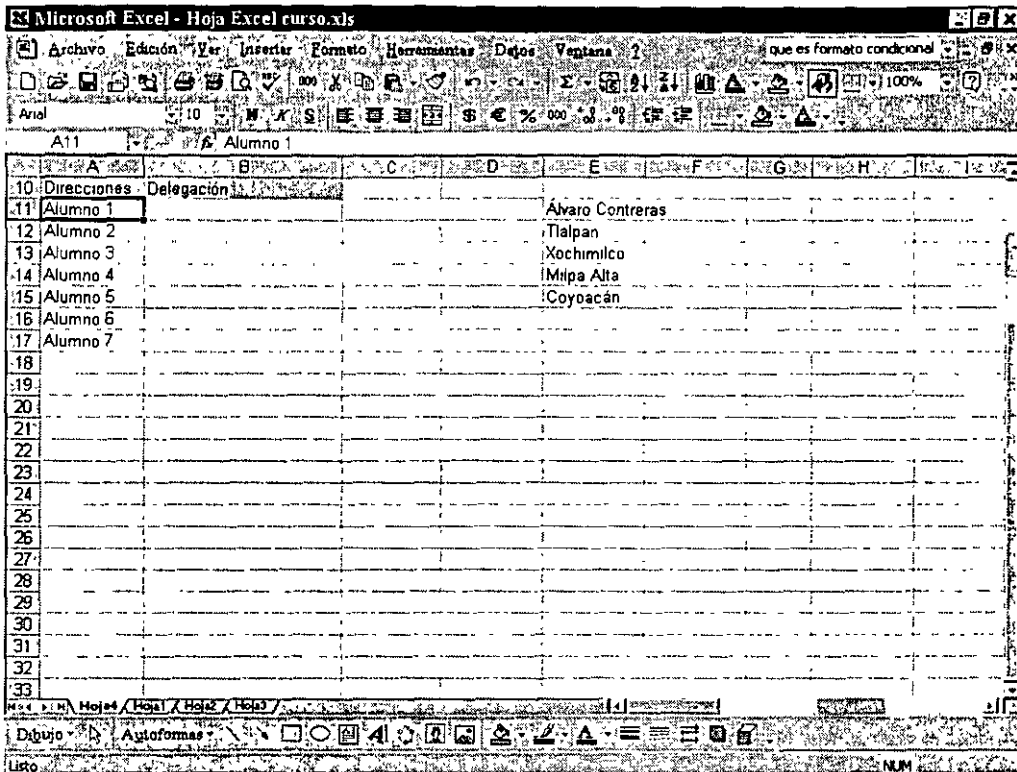 Microsoft Excel - Hoja Excel curso.xls
Archivo Edición Ver Insertar Formato Herramientas Datos Ventana ? que es formato condicional
100%
Arial 10 N K S $ € % 000
A11 fx Alumno 1
A B C D E F G H I
10 Direcciones Delegación
11 Alumno 1 Álvaro Contreras
12 Alumno 2 Tlalpan
13 Alumno 3 Xochimilco
14 Alumno 4 Milpa Alta
15 Alumno 5 Coyoacán
16 Alumno 6
17 Alumno 7
18
19
20
21
22
23
24
25
26
27
28
29
30
31
32
33
Hoja4 Hoja1 Hoja2 Hoja3
Dibujo Autoformas
Listo NUM